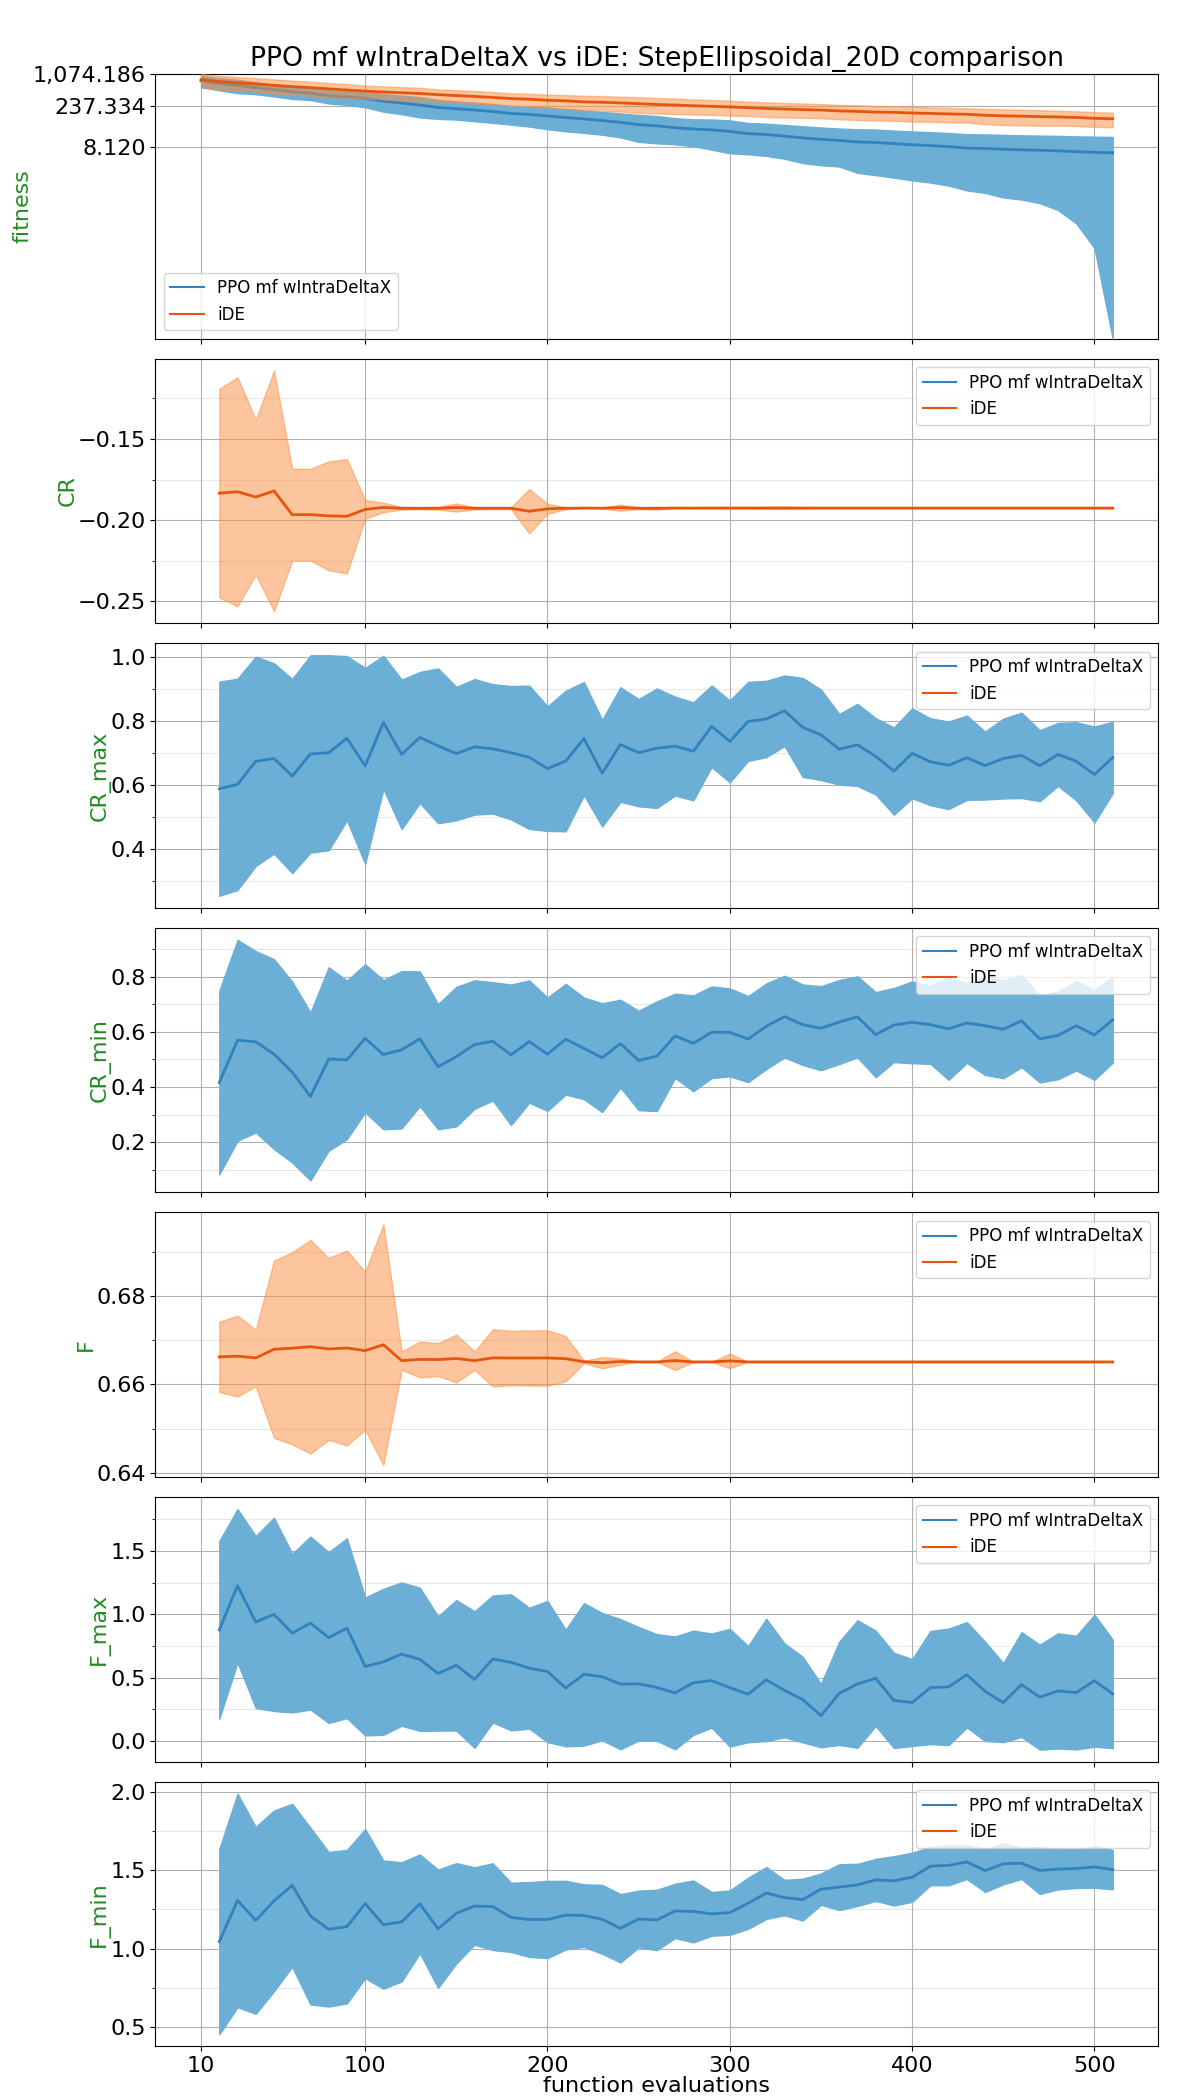 PPO mf wIntraDeltaX vs iDE: StepEllipsoidal_20D comparison
1,074.186
237.334
8.120
fitness
PPO mf wIntraDeltaX
iDE
−0.15
−0.20
−0.25
CR
PPO mf wIntraDeltaX
iDE
1.0
0.8
0.6
0.4
CR_max
PPO mf wIntraDeltaX
iDE
0.8
0.6
0.4
0.2
CR_min
PPO mf wIntraDeltaX
iDE
0.68
0.66
0.64
F
PPO mf wIntraDeltaX
iDE
1.5
1.0
0.5
0.0
F_max
PPO mf wIntraDeltaX
iDE
2.0
1.5
1.0
0.5
F_min
PPO mf wIntraDeltaX
iDE
10 100 200 300 400 500
function evaluations